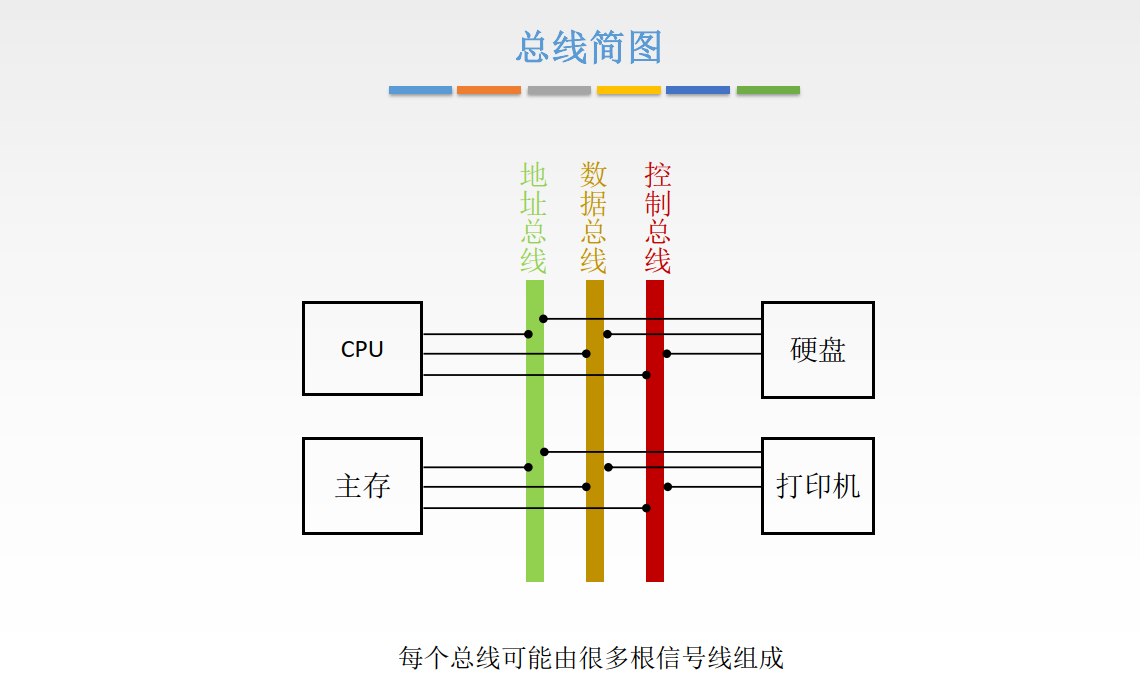 总线简图
地址总线
数据总线
控制总线
CPU
硬盘
主存
打印机
每个总线可能由很多根信号线组成